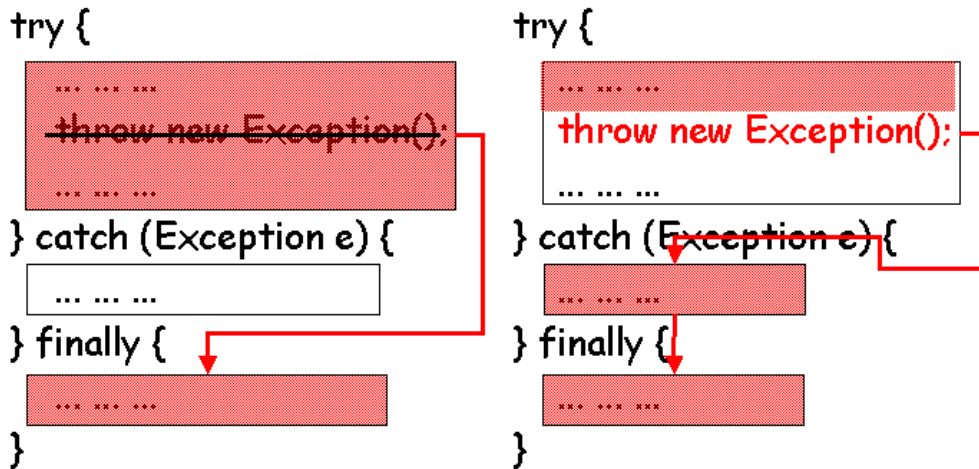 try {
... ... ...
throw new Exception();
... ... ...
} catch (Exception e) {
... ... ...
} finally {
... ... ...
}
try {
... ... ...
throw new Exception();
... ... ...
} catch (Exception e) {
... ... ...
} finally {
... ... ...
}